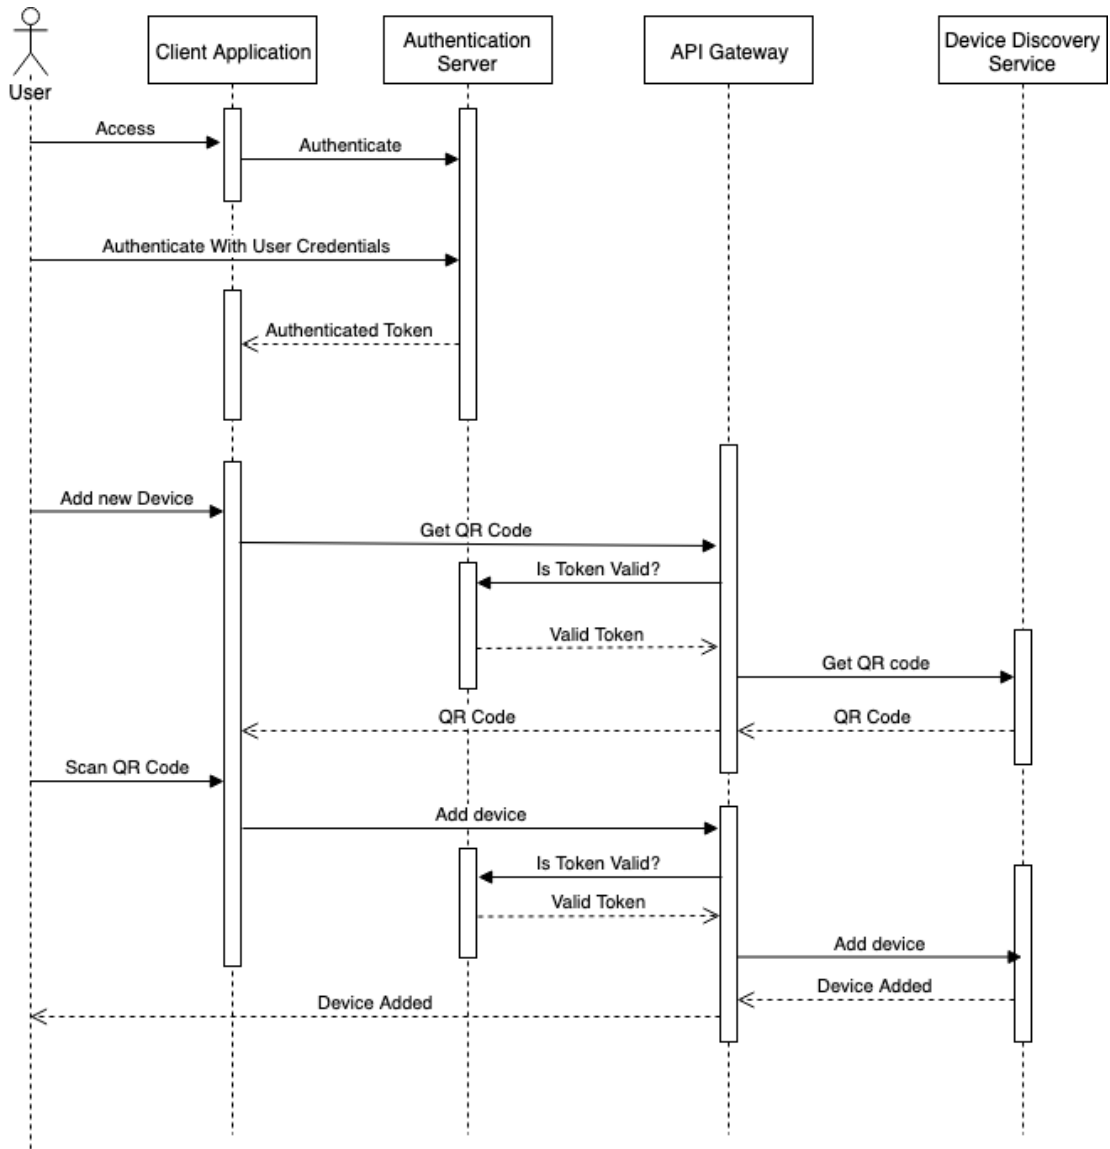 User
Client Application
Authentication
Server
API Gateway
Device Discovery
Service
Access
Authenticate
Authenticate With User Credentials
Authenticated Token
Add new Device
Get QR Code
Is Token Valid?
Valid Token
Get QR code
QR Code
QR Code
Scan QR Code
Add device
Is Token Valid?
Valid Token
Add device
Device Added
Device Added